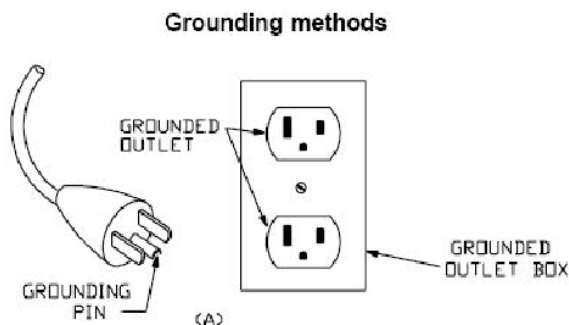 Grounding methods
GROUNDED
OUTLET
GROUNDED
OUTLET BOX
GROUNDING
PIN
(A)